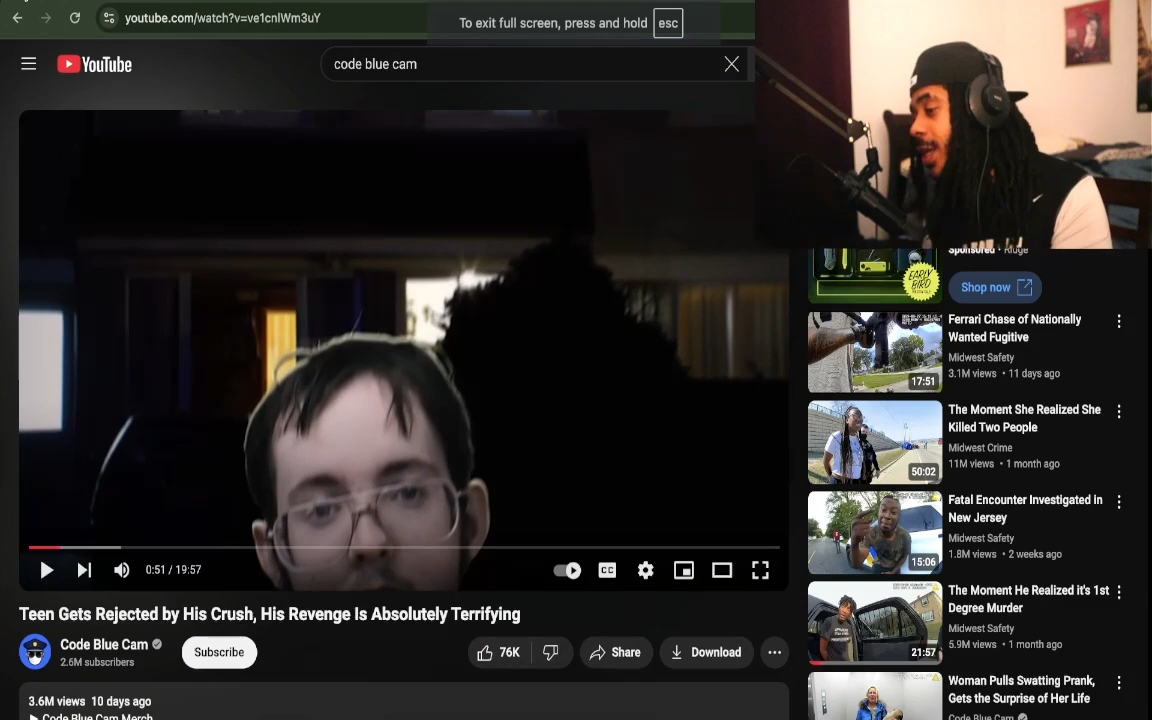 youtube.com/watch?v=ve1cnlWm3uY
To exit full screen, press and hold esc
YouTube
code blue cam
Sponsored • Ridge
EARLY BIRD
Shop now
Ferrari Chase of Nationally
Wanted Fugitive
Midwest Safety
3.1M views • 11 days ago
17:51
The Moment She Realized She
Killed Two People
Midwest Crime
11M views • 1 month ago
50:02
Fatal Encounter Investigated in
New Jersey
Midwest Safety
1.8M views • 2 weeks ago
15:06
The Moment He Realized it's 1st
Degree Murder
Midwest Safety
5.9M views • 1 month ago
21:57
Woman Pulls Swatting Prank,
Gets the Surprise of Her Life
Code Blue Cam
0:51 / 19:57
CC
Teen Gets Rejected by His Crush, His Revenge Is Absolutely Terrifying
Code Blue Cam
2.6M subscribers
Subscribe
76K
Share
Download
3.6M views 10 days ago
Code Blue Cam Merch